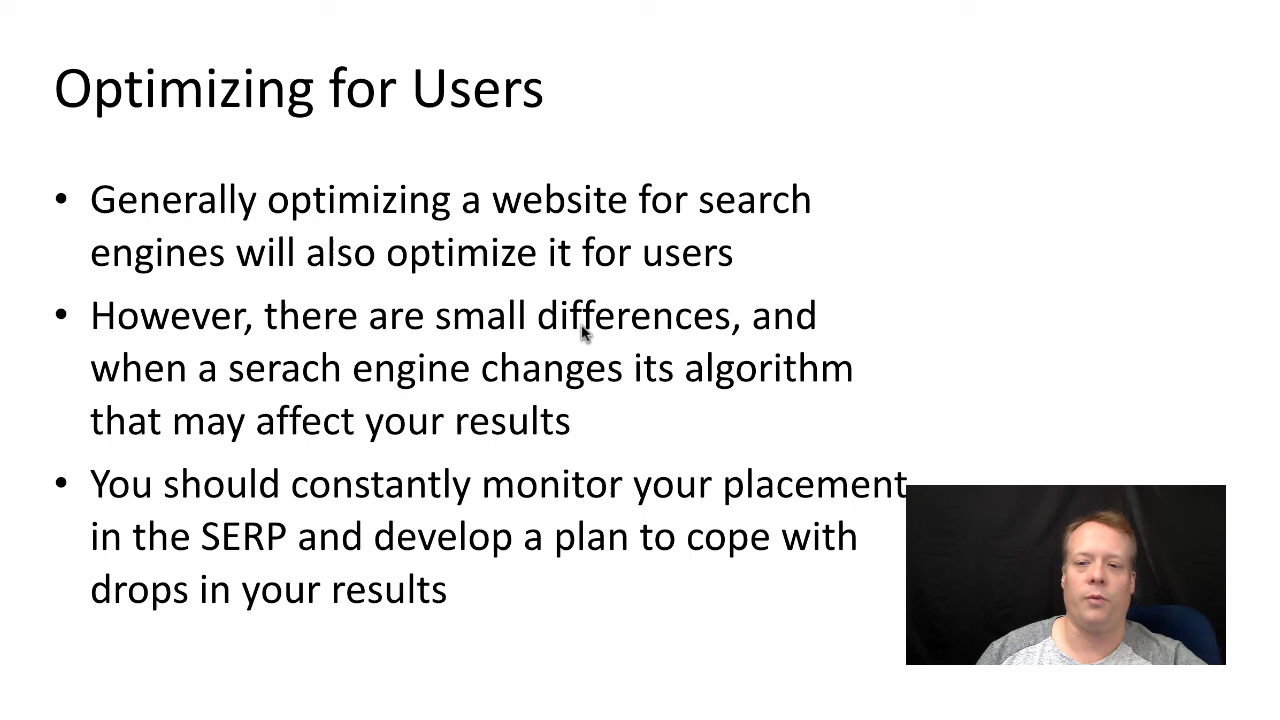 Optimizing for Users
• Generally optimizing a website for search
engines will also optimize it for users
• However, there are small differences, and
when a serach engine changes its algorithm
that may affect your results
• You should constantly monitor your placement
in the SERP and develop a plan to cope with
drops in your results